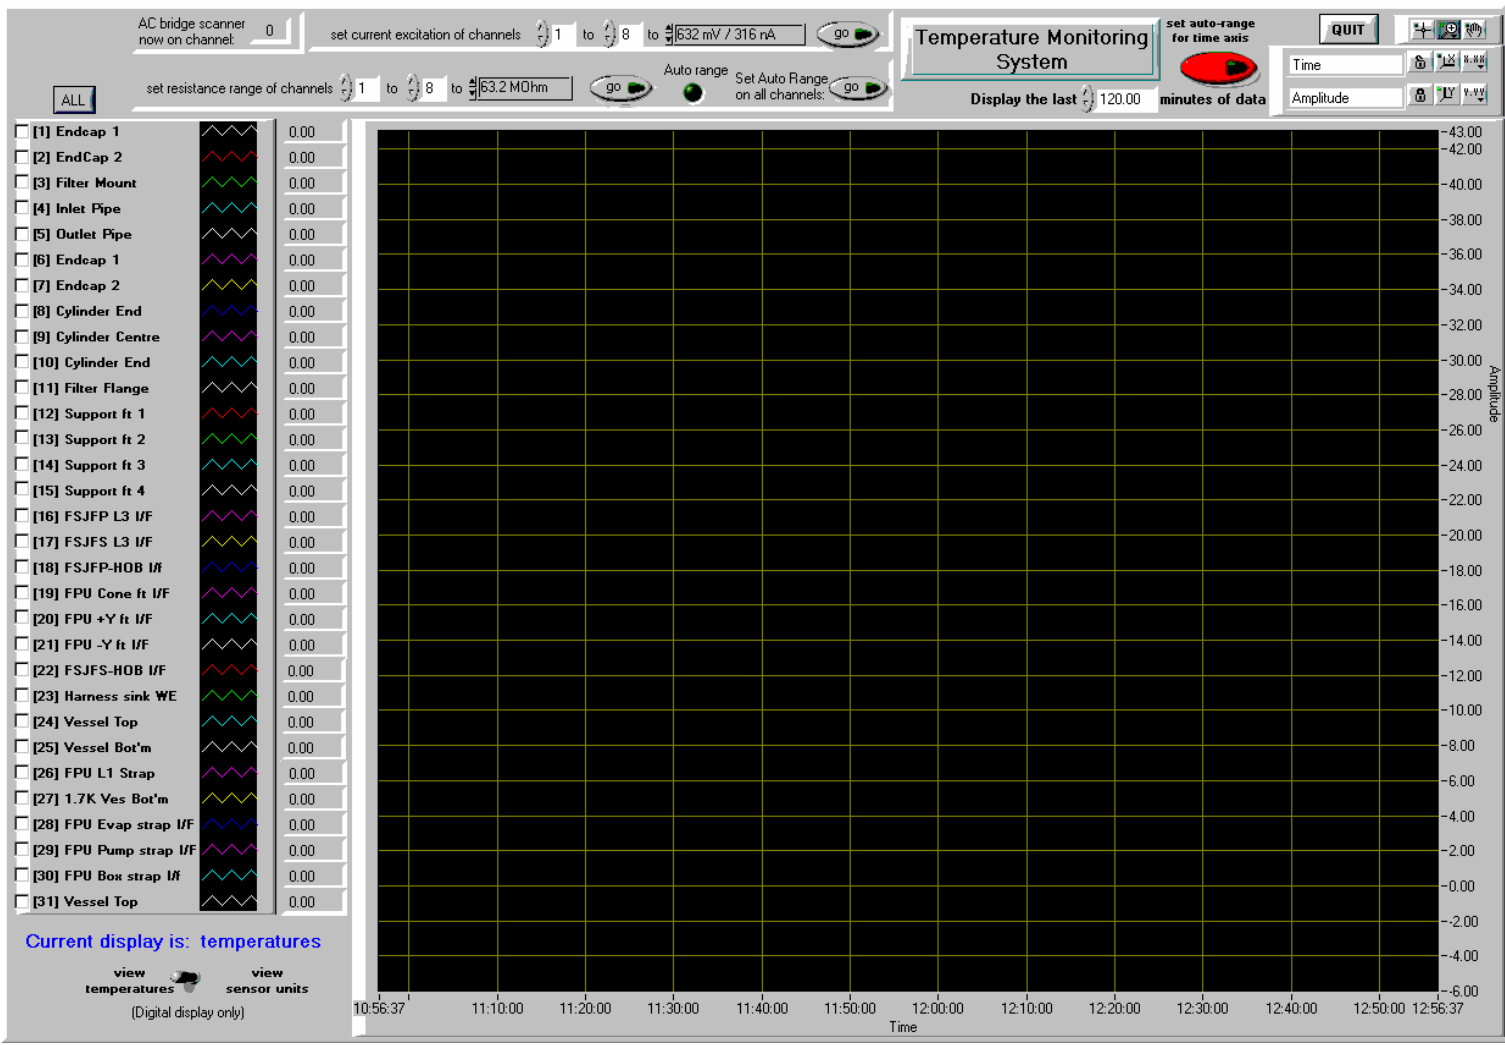 AC bridge scanner
now on channel:
0
set current excitation of channels 1 to 8 to 632 mV / 316 nA go
set resistance range of channels 1 to 8 to 63.2 MOhm go
Auto range
Set Auto Range
on all channels: go
Temperature Monitoring
System
Display the last 120.00 minutes of data
set auto-range
for time axis
QUIT
Time
X
8.88
Amplitude
Y
Y.YY
ALL
[1] Endcap 1 0.00
[2] EndCap 2 0.00
[3] Filter Mount 0.00
[4] Inlet Pipe 0.00
[5] Outlet Pipe 0.00
[6] Endcap 1 0.00
[7] Endcap 2 0.00
[8] Cylinder End 0.00
[9] Cylinder Centre 0.00
[10] Cylinder End 0.00
[11] Filter Flange 0.00
[12] Support ft 1 0.00
[13] Support ft 2 0.00
[14] Support ft 3 0.00
[15] Support ft 4 0.00
[16] FSJFP L3 I/F 0.00
[17] FSJFS L3 I/F 0.00
[18] FSJFP-HOB I/f 0.00
[19] FPU Cone ft I/F 0.00
[20] FPU +Y ft I/F 0.00
[21] FPU -Y ft I/F 0.00
[22] FSJFS-HOB I/F 0.00
[23] Harness sink WE 0.00
[24] Vessel Top 0.00
[25] Vessel Bot'm 0.00
[26] FPU L1 Strap 0.00
[27] 1.7K Ves Bot'm 0.00
[28] FPU Evap strap I/F 0.00
[29] FPU Pump strap I/F 0.00
[30] FPU Box strap I/f 0.00
[31] Vessel Top 0.00
Current display is: temperatures
view
temperatures
view
sensor units
(Digital display only)
-43.00
-42.00
-40.00
-38.00
-36.00
-34.00
-32.00
-30.00
-28.00
-26.00
-24.00
-22.00
-20.00
-18.00
-16.00
-14.00
-12.00
-10.00
-8.00
-6.00
-4.00
-2.00
-0.00
-2.00
-4.00
-6.00
Amplitude
10:56:37 11:10:00 11:20:00 11:30:00 11:40:00 11:50:00 12:00:00 12:10:00 12:20:00 12:30:00 12:40:00 12:50:00 12:56:37
Time